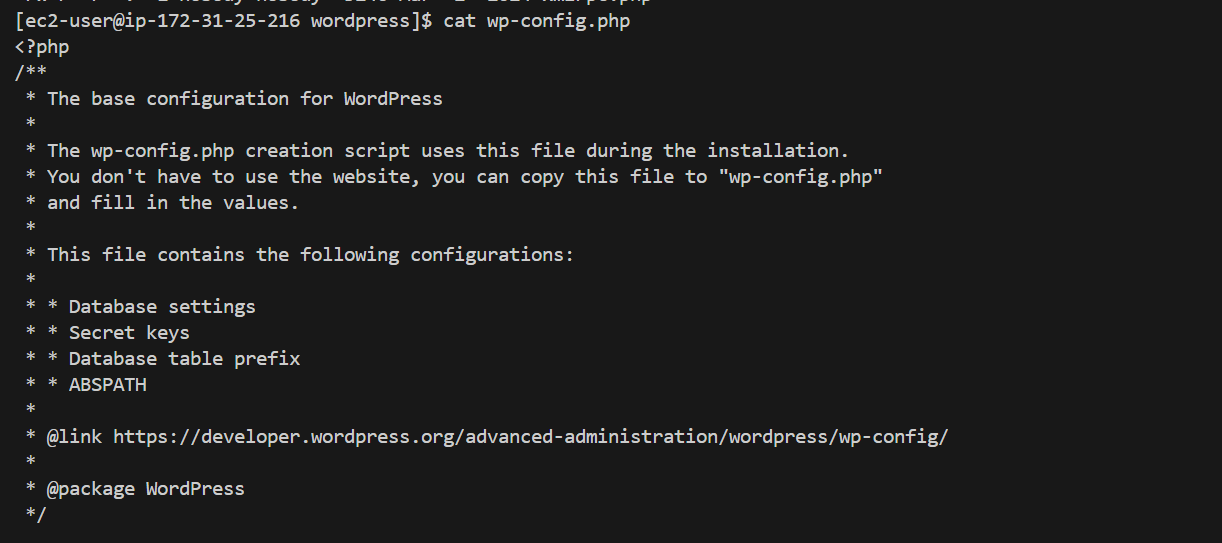 [ec2-user@ip-172-31-25-216 wordpress]$ cat wp-config.php
<?php
/**
 * The base configuration for WordPress
 *
 * The wp-config.php creation script uses this file during the installation.
 * You don't have to use the website, you can copy this file to "wp-config.php"
 * and fill in the values.
 *
 * This file contains the following configurations:
 *
 * * Database settings
 * * Secret keys
 * * Database table prefix
 * * ABSPATH
 *
 * @link https://developer.wordpress.org/advanced-administration/wordpress/wp-config/
 *
 * @package WordPress
 */